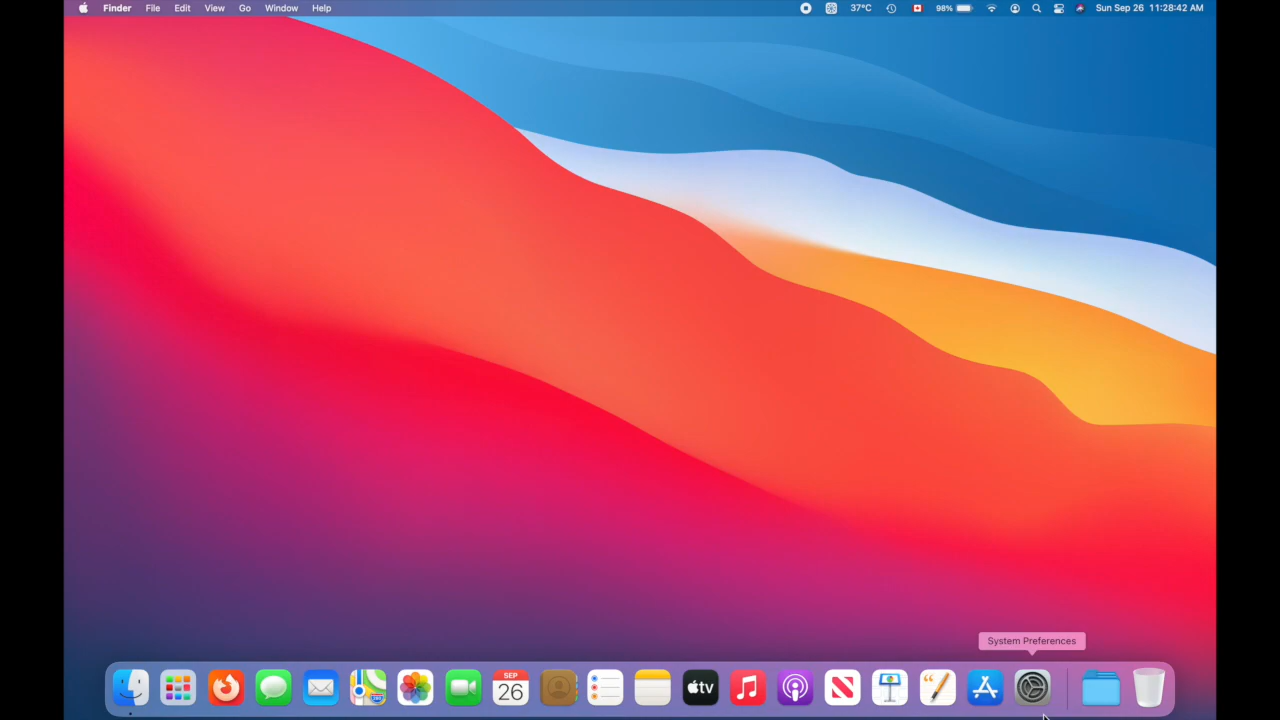 Finder File Edit View Go Window Help 37°C 98% Sun Sep 26 11:28:42 AM
System Preferences
SEP
26
tv